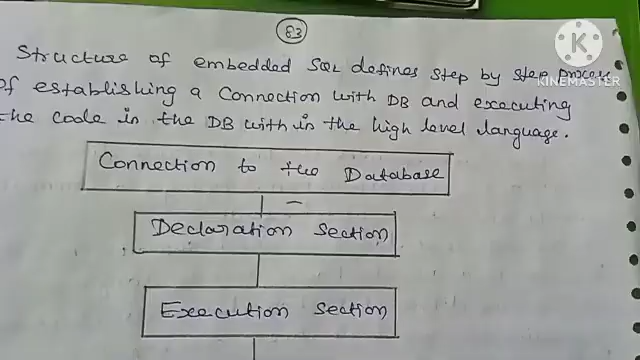 83
Structure of embedded SQL defines step by step process
of establishing a connection with DB and executing
the code in the DB with in the high level language.
Connection to the Database
Declaration section
Execution section
KINEMASTER